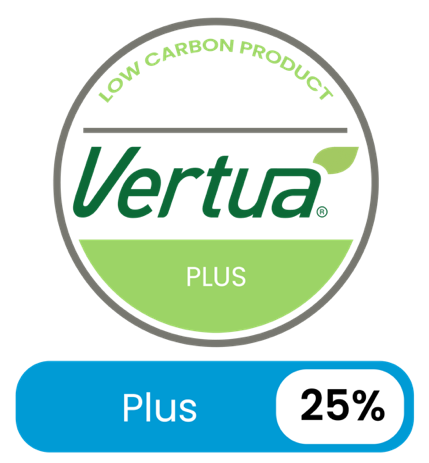 LOW CARBON PRODUCT
Vertua®
PLUS
Plus 25%